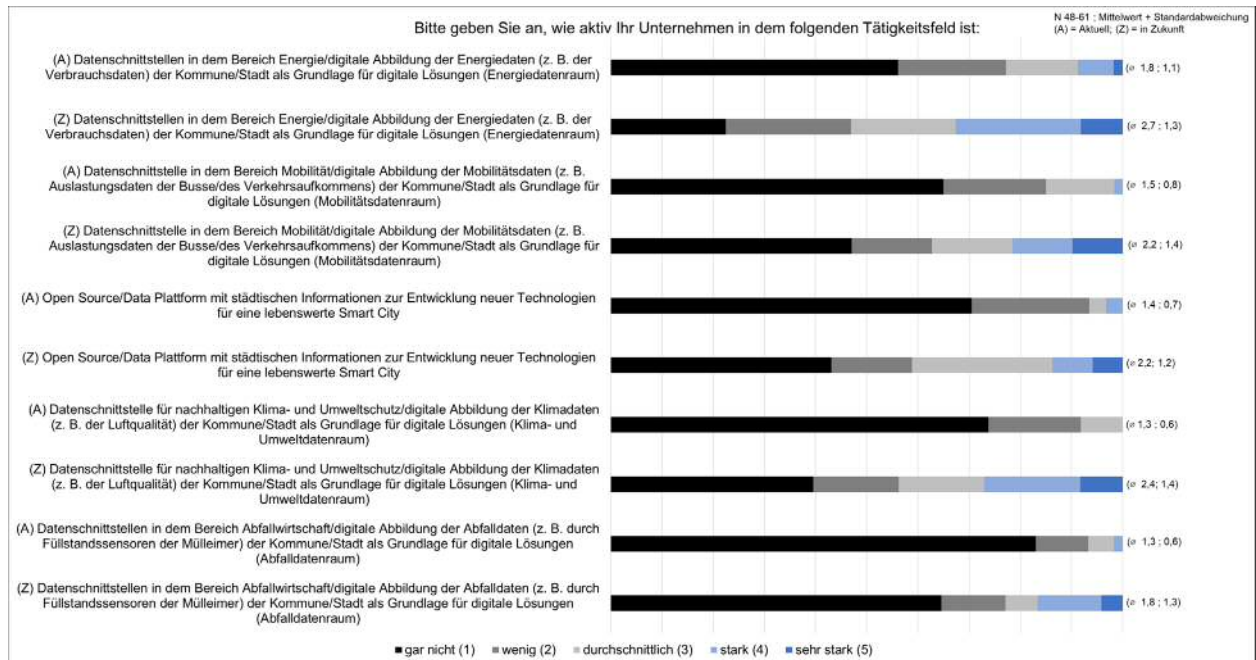 Bitte geben Sie an, wie aktiv Ihr Unternehmen in dem folgenden Tätigkeitsfeld ist:
N 48-61 ; Mittelwert + Standardabweichung
(A) = Aktuell; (Z) = in Zukunft
(A) Datenschnittstellen in dem Bereich Energie/digitale Abbildung der Energiedaten (z. B. der
Verbrauchsdaten) der Kommune/Stadt als Grundlage für digitale Lösungen (Energiedatenraum)
(ø 1,8 ; 1,1)
(Z) Datenschnittstellen in dem Bereich Energie/digitale Abbildung der Energiedaten (z. B. der
Verbrauchsdaten) der Kommune/Stadt als Grundlage für digitale Lösungen (Energiedatenraum)
(ø 2,7 ; 1,3)
(A) Datenschnittstelle in dem Bereich Mobilität/digitale Abbildung der Mobilitätsdaten (z. B.
Auslastungsdaten der Busse/des Verkehrsaufkommens) der Kommune/Stadt als Grundlage für
digitale Lösungen (Mobilitätsdatenraum)
(ø 1,5 ; 0,8)
(Z) Datenschnittstelle in dem Bereich Mobilität/digitale Abbildung der Mobilitätsdaten (z. B.
Auslastungsdaten der Busse/des Verkehrsaufkommens) der Kommune/Stadt als Grundlage für
digitale Lösungen (Mobilitätsdatenraum)
(ø 2,2 ; 1,4)
(A) Open Source/Data Plattform mit städtischen Informationen zur Entwicklung neuer Technologien
für eine lebenswerte Smart City
(ø 1,4 ; 0,7)
(Z) Open Source/Data Plattform mit städtischen Informationen zur Entwicklung neuer Technologien
für eine lebenswerte Smart City
(ø 2,2; 1,2)
(A) Datenschnittstelle für nachhaltigen Klima- und Umweltschutz/digitale Abbildung der Klimadaten
(z. B. der Luftqualität) der Kommune/Stadt als Grundlage für digitale Lösungen (Klima- und
Umweltdatenraum)
(ø 1,3 ; 0,6)
(Z) Datenschnittstelle für nachhaltigen Klima- und Umweltschutz/digitale Abbildung der Klimadaten
(z. B. der Luftqualität) der Kommune/Stadt als Grundlage für digitale Lösungen (Klima- und
Umweltdatenraum)
(ø 2,4; 1,4)
(A) Datenschnittstellen in dem Bereich Abfallwirtschaft/digitale Abbildung der Abfalldaten (z. B. durch
Füllstandssensoren der Mülleimer) der Kommune/Stadt als Grundlage für digitale Lösungen
(Abfalldatenraum)
(ø 1,3 ; 0,6)
(Z) Datenschnittstellen in dem Bereich Abfallwirtschaft/digitale Abbildung der Abfalldaten (z. B. durch
Füllstandssensoren der Mülleimer) der Kommune/Stadt als Grundlage für digitale Lösungen
(Abfalldatenraum)
(ø 1,8 ; 1,3)
gar nicht (1) wenig (2) durchschnittlich (3) stark (4) sehr stark (5)